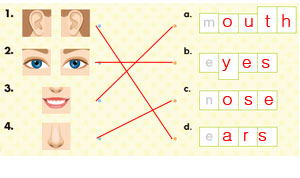 1.
a. mouth
2.
b. eyes
3.
c. nose
4.
d. ears